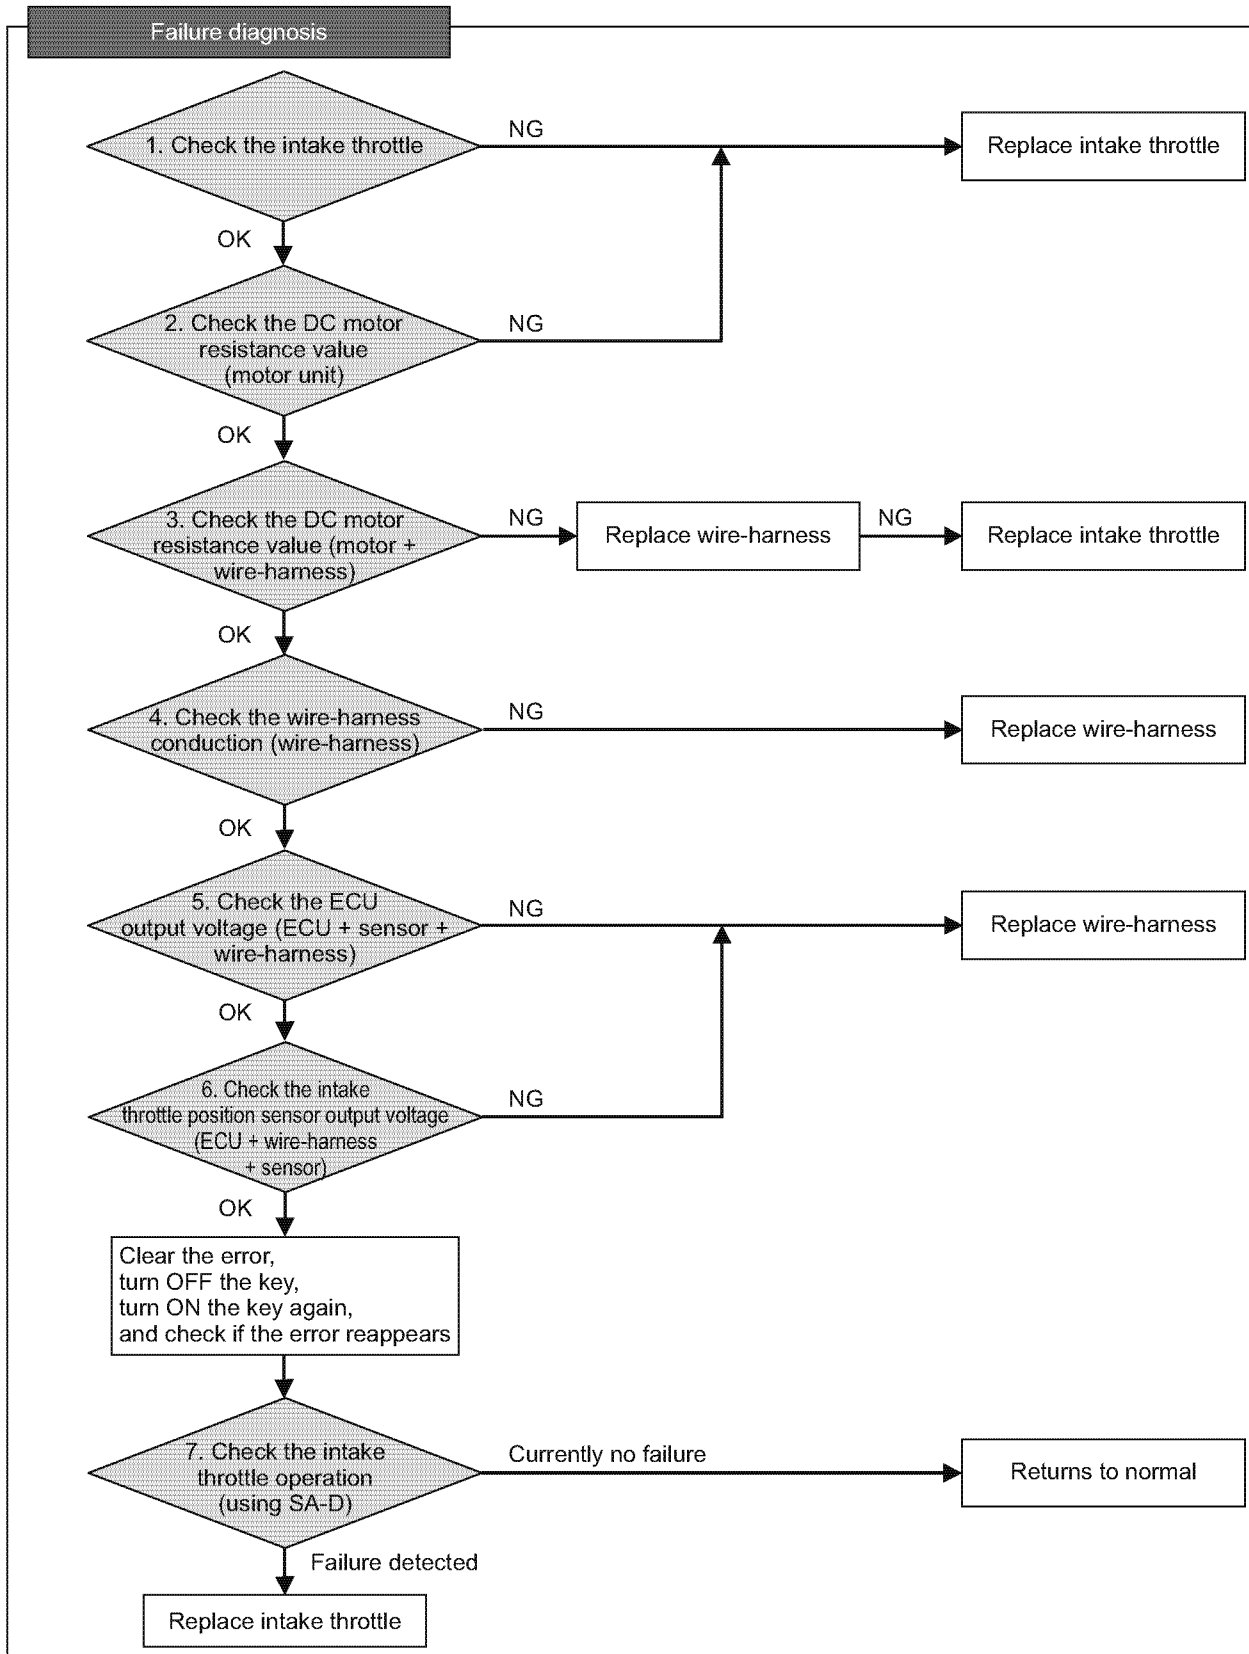 Failure diagnosis
1. Check the intake throttle
NG
Replace intake throttle
OK
2. Check the DC motor
resistance value
(motor unit)
NG
OK
3. Check the DC motor
resistance value (motor +
wire-harness)
NG
Replace wire-harness
NG
Replace intake throttle
OK
4. Check the wire-harness
conduction (wire-harness)
NG
Replace wire-harness
OK
5. Check the ECU
output voltage (ECU + sensor +
wire-harness)
NG
Replace wire-harness
OK
6. Check the intake
throttle position sensor output voltage
(ECU + wire-harness
+ sensor)
NG
OK
Clear the error,
turn OFF the key,
turn ON the key again,
and check if the error reappears
7. Check the intake
throttle operation
(using SA-D)
Currently no failure
Returns to normal
Failure detected
Replace intake throttle